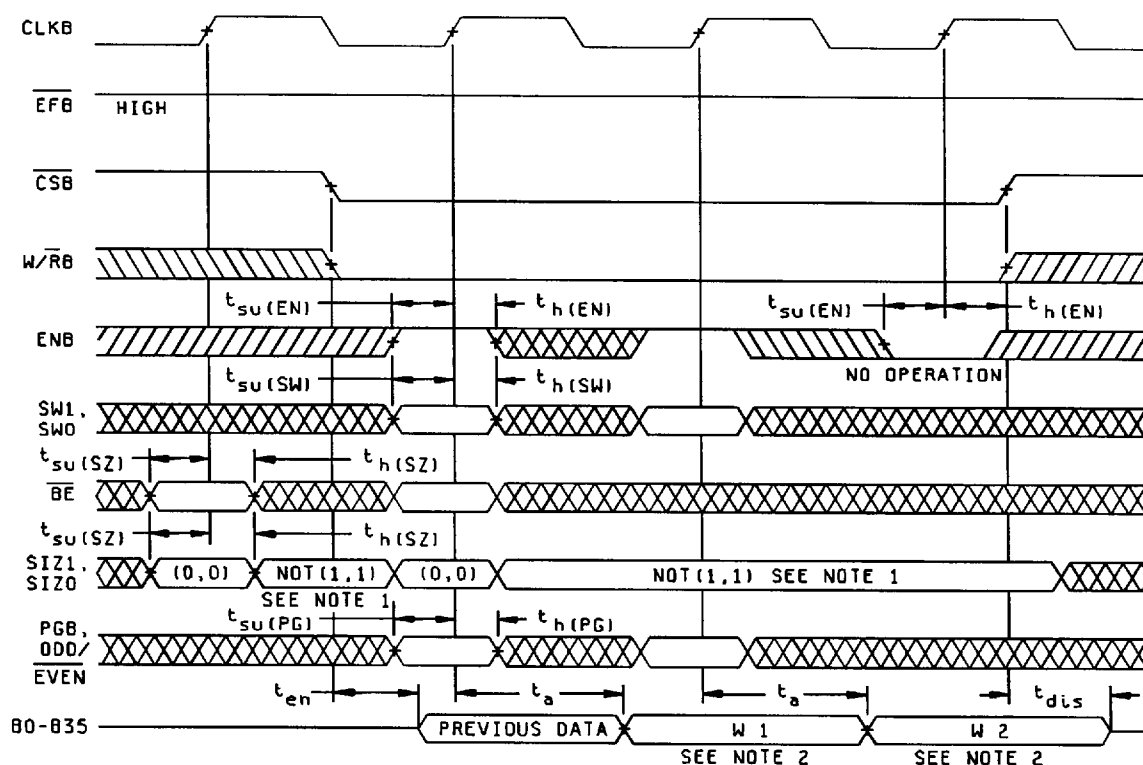 CLKB
EFB HIGH
CSB
W/RB
tsu(EN) th(EN) tsu(EN) th(EN)
ENB
NO OPERATION
tsu(SW) th(SW)
SW1,
SW0
tsu(SZ) th(SZ)
BE
tsu(SZ) th(SZ)
SIZ1,
SIZ0
(0,0) NOT(1,1) (0,0) NOT(1,1) SEE NOTE 1
SEE NOTE 1
tsu(PG) th(PG)
PGB,
ODD/
EVEN
ten ta ta tdis
B0-B35 PREVIOUS DATA W 1 W 2
SEE NOTE 2 SEE NOTE 2